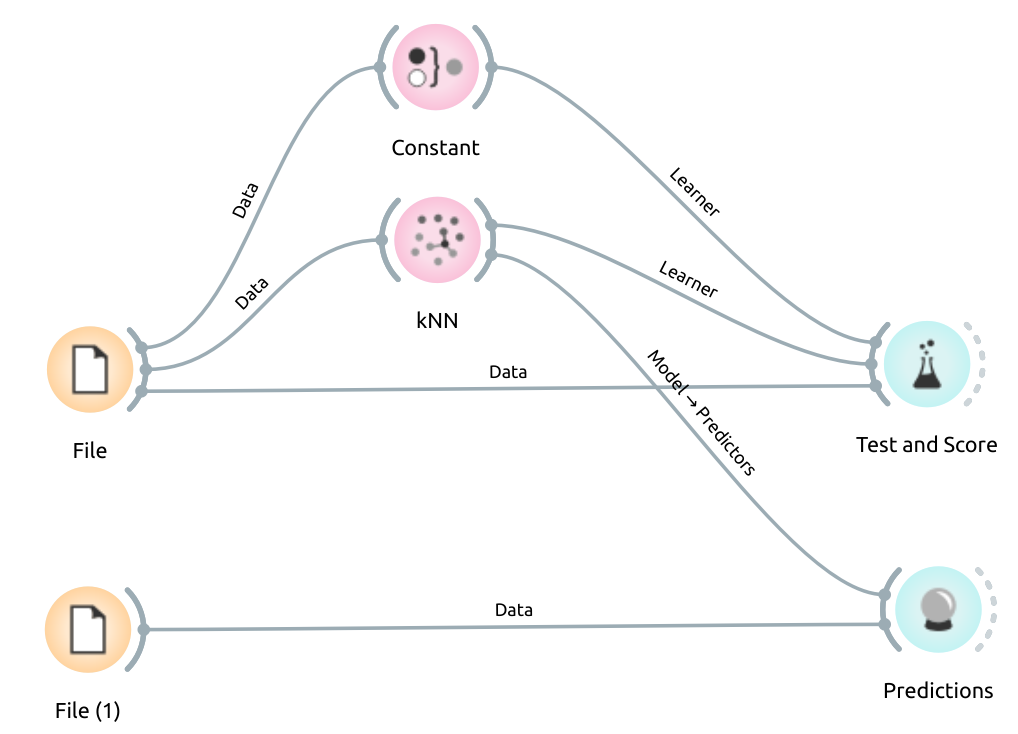 Constant
Data
Learner
Data
Learner
kNN
Data
Model → Predictors
File
Test and Score
Data
File (1)
Predictions